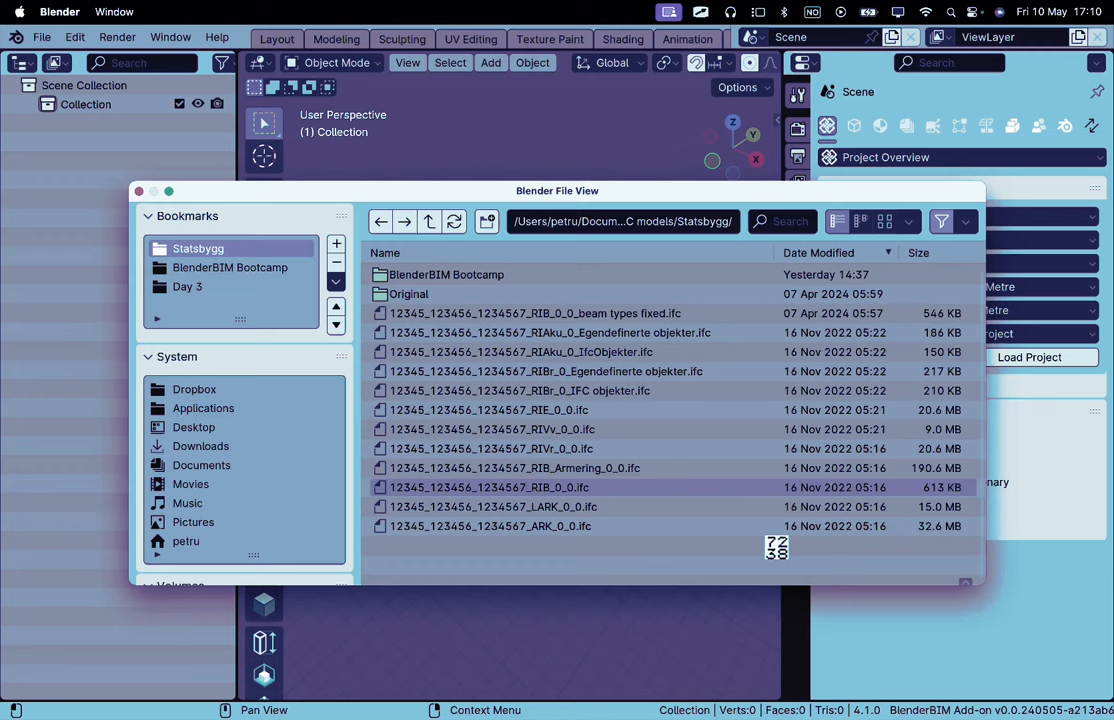 Blender Window NO Fri 10 May 17:10
File Edit Render Window Help Layout Modeling Sculpting UV Editing Texture Paint Shading Animation Scene ViewLayer
Search Object Mode View Select Add Object Global Search
Scene Collection
Collection
Options
User Perspective
(1) Collection
Z
Y
X
Scene
Project Overview
Blender File View
Bookmarks
Statsbygg
BlenderBIM Bootcamp
Day 3
System
Dropbox
Applications
Desktop
Downloads
Documents
Movies
Music
Pictures
petru
Volumes
/Users/petru/Docum...C models/Statsbygg/ Search
Name Date Modified Size
BlenderBIM Bootcamp Yesterday 14:37
Original 07 Apr 2024 05:59
12345_123456_1234567_RIB_0_0_beam types fixed.ifc 07 Apr 2024 05:57 546 KB
12345_123456_1234567_RIAku_0_Egendefinerte objekter.ifc 16 Nov 2022 05:22 186 KB
12345_123456_1234567_RIAku_0_IfcObjekter.ifc 16 Nov 2022 05:22 150 KB
12345_123456_1234567_RIBr_0_Egendefinerte objekter.ifc 16 Nov 2022 05:22 217 KB
12345_123456_1234567_RIBr_0_IFC objekter.ifc 16 Nov 2022 05:22 210 KB
12345_123456_1234567_RIE_0_0.ifc 16 Nov 2022 05:21 20.6 MB
12345_123456_1234567_RIVv_0_0.ifc 16 Nov 2022 05:21 9.0 MB
12345_123456_1234567_RIVr_0_0.ifc 16 Nov 2022 05:16 20.6 MB
12345_123456_1234567_RIB_Armering_0_0.ifc 16 Nov 2022 05:16 190.6 MB
12345_123456_1234567_RIB_0_0.ifc 16 Nov 2022 05:16 613 KB
12345_123456_1234567_LARK_0_0.ifc 16 Nov 2022 05:16 15.0 MB
12345_123456_1234567_ARK_0_0.ifc 16 Nov 2022 05:16 32.6 MB
72
38
Metre
Metre
roject
Load Project
nary
Pan View Context Menu Collection | Verts:0 | Faces:0 | Tris:0 | 4.1.0 BlenderBIM Add-on v0.0.240505-a213ab6